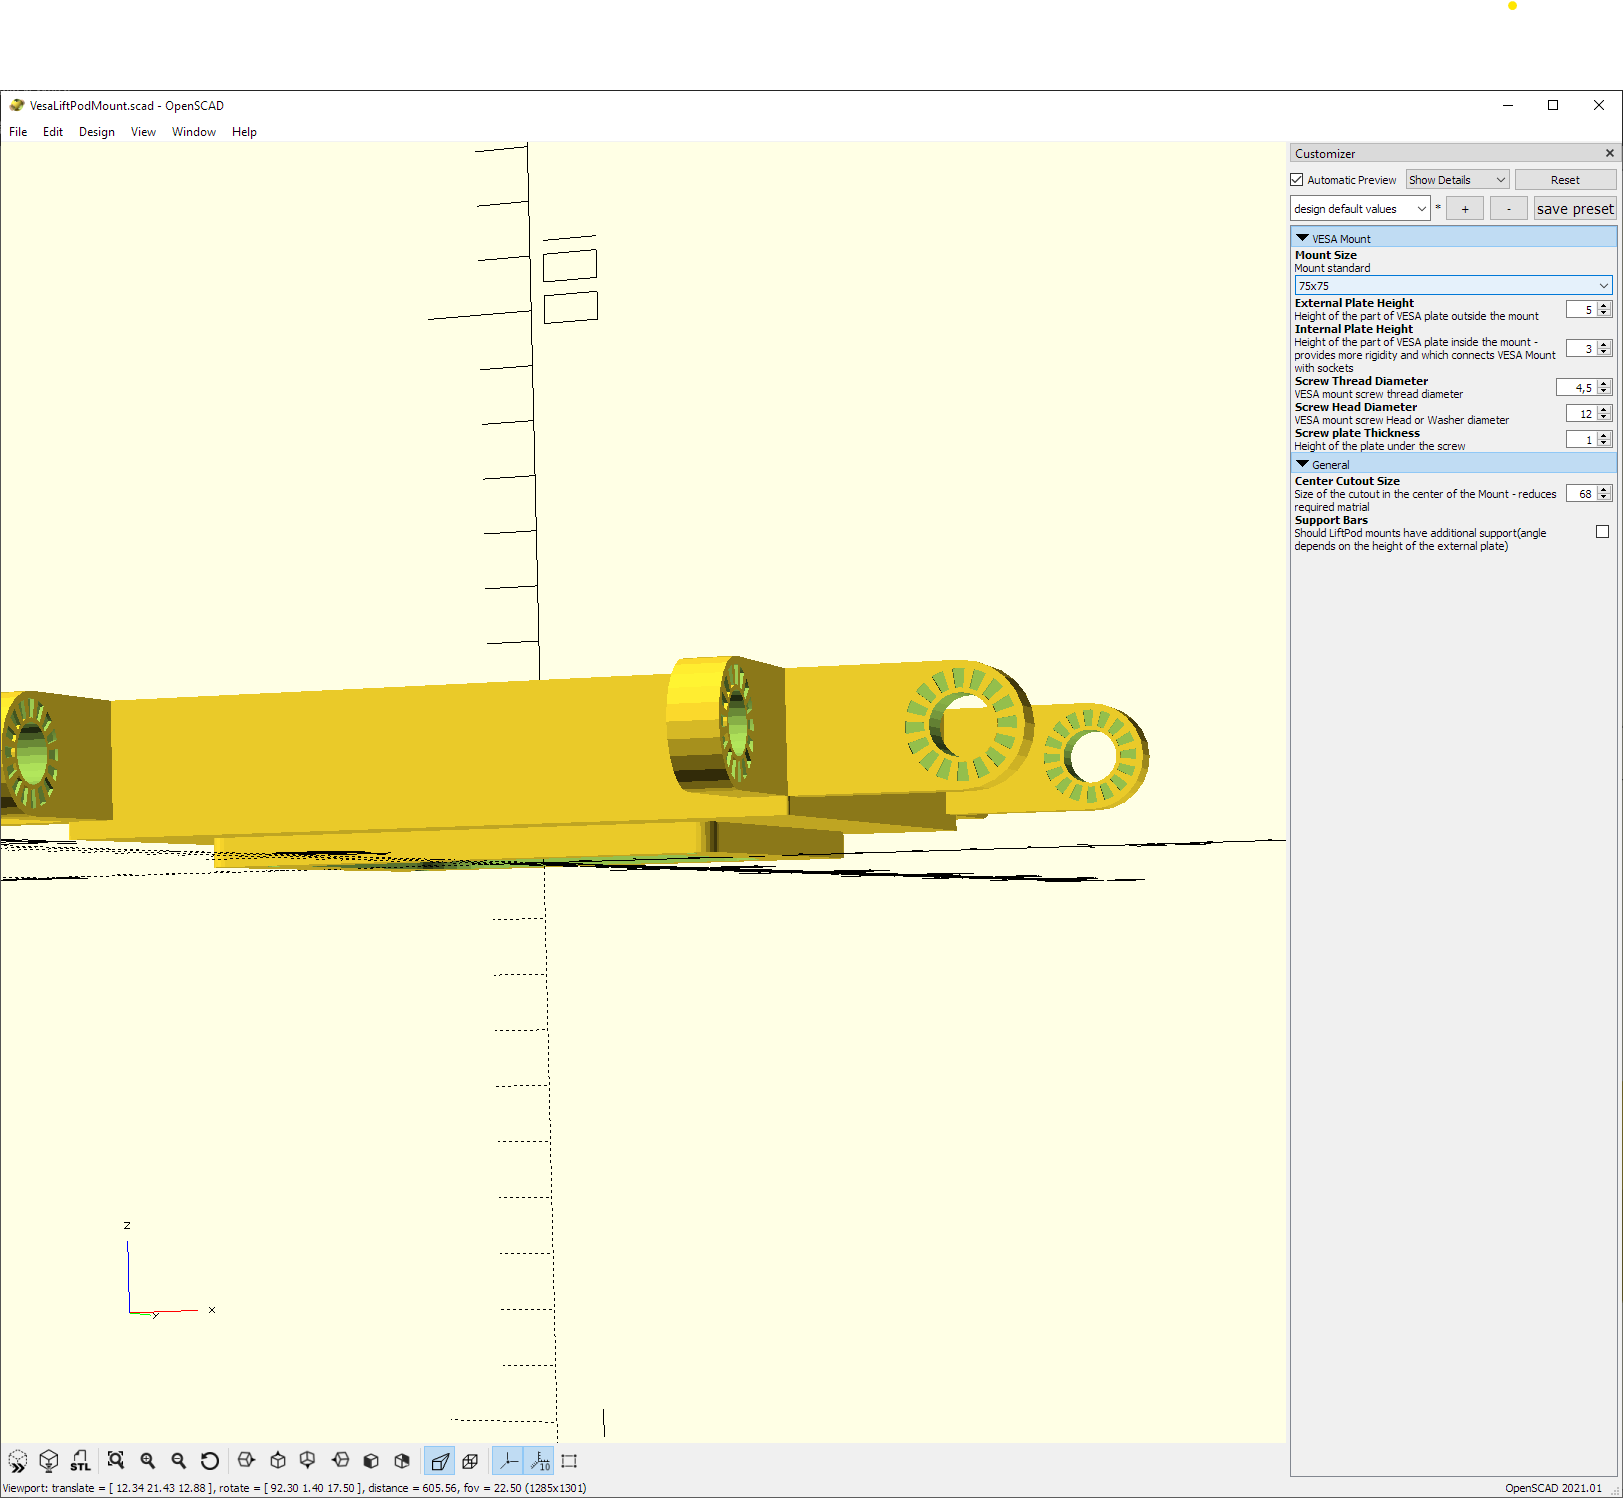 VesaLiftPodMount.scad - OpenSCAD
File Edit Design View Window Help
Customizer
Automatic Preview Show Details Reset
design default values * + - save preset
VESA Mount
Mount Size
Mount standard
75x75
External Plate Height
Height of the part of VESA plate outside the mount 5
Internal Plate Height
Height of the part of VESA plate inside the mount -
provides more rigidity and which connects VESA Mount 3
with sockets
Screw Thread Diameter
VESA mount screw thread diameter 4,5
Screw Head Diameter
VESA mount screw Head or Washer diameter 12
Screw plate Thickness
Height of the plate under the screw 1
General
Center Cutout Size
Size of the cutout in the center of the Mount - reduces 68
required matrial
Support Bars
Should LiftPod mounts have additional support(angle
depends on the height of the external plate)
z
x
y
STL 10
Viewport: translate = [ 12.34 21.43 12.88 ], rotate = [ 92.30 1.40 17.50 ], distance = 605.56, fov = 22.50 (1285x1301) OpenSCAD 2021.01